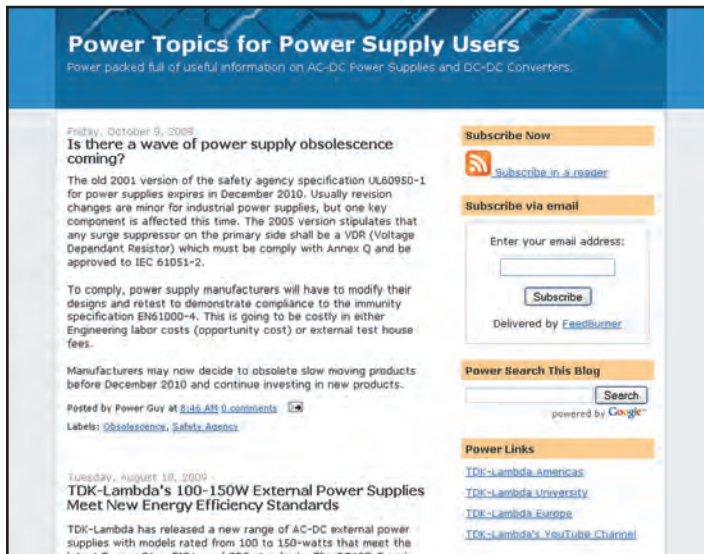 Power Topics for Power Supply Users
Power packed full of useful information on AC-DC Power Supplies and DC-DC Converters.
Friday, October 9, 2009
Is there a wave of power supply obsolescence
coming?
The old 2001 version of the safety agency specification UL60950-1
for power supplies expires in December 2010. Usually revision
changes are minor for industrial power supplies, but one key
component is affected this time. The 2005 version stipulates that
any surge suppressor on the primary side shall be a VDR (Voltage
Dependant Resistor) which must be comply with Annex Q and be
approved to IEC 61051-2.
To comply, power supply manufacturers will have to modify their
designs and retest to demonstrate compliance to the immunity
specification EN61000-4. This is going to be costly in either
Engineering labor costs (opportunity cost) or external test house
fees.
Manufacturers may now decide to obsolete slow moving products
before December 2010 and continue investing in new products.
Posted by Power Guy at 8:46 AM 0 comments
Labels: Obsolescence, Safety Agency
Tuesday, August 18, 2009
TDK-Lambda's 100-150W External Power Supplies
Meet New Energy Efficiency Standards
TDK-Lambda has released a new range of AC-DC external power
supplies with models rated from 100 to 150-watts that meet the
Subscribe Now
Subscribe in a reader
Subscribe via email
Enter your email address:
Subscribe
Delivered by FeedBurner
Power Search This Blog
Search
powered by Google™
Power Links
TDK-Lambda Americas
TDK-Lambda University
TDK-Lambda Europe
TDK-Lambda's YouTube Channel